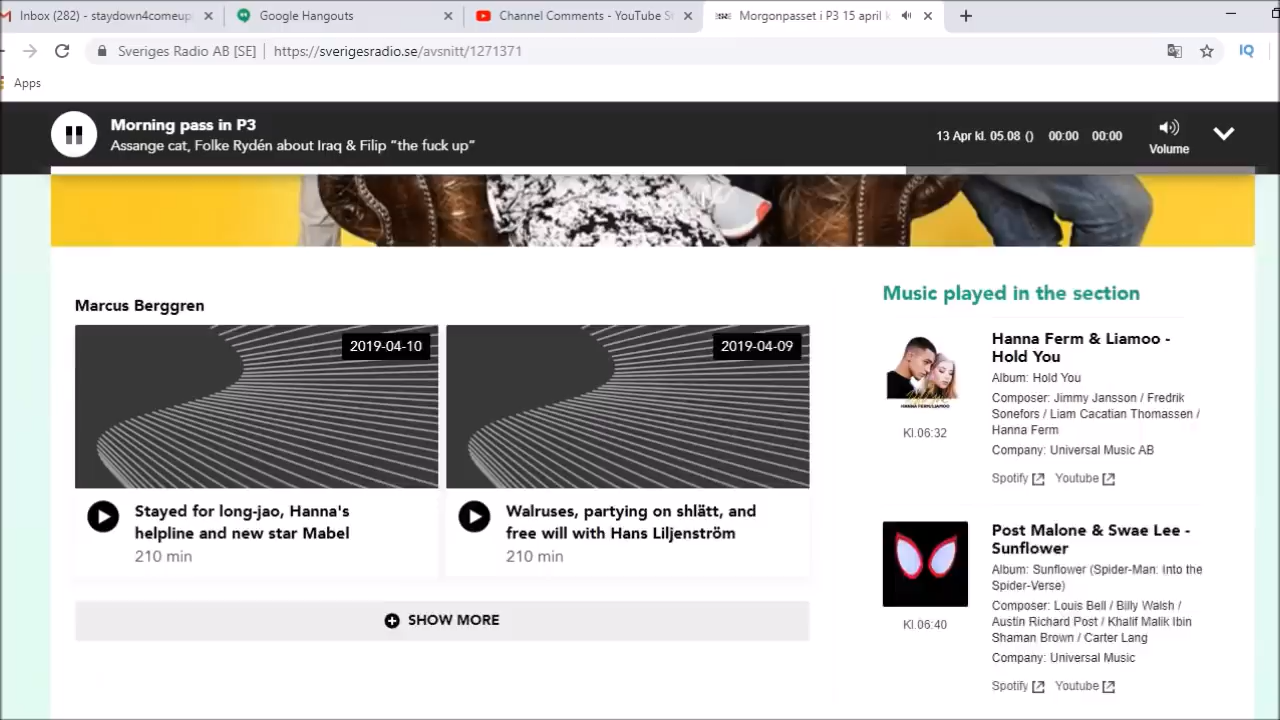 Inbox (282) - staydown4comeup
Google Hangouts
Channel Comments - YouTube St
Morgonpasset i P3 15 april k
Sveriges Radio AB [SE]
https://sverigesradio.se/avsnitt/1271371
IQ
Apps
Morning pass in P3
Assange cat, Folke Rydén about Iraq & Filip "the fuck up"
13 Apr kl. 05.08 () 00:00 00:00
Volume
Marcus Berggren
2019-04-10
2019-04-09
Stayed for long-jao, Hanna's
helpline and new star Mabel
210 min
Walruses, partying on shlätt, and
free will with Hans Liljenström
210 min
SHOW MORE
Music played in the section
HANNA FERM/LIAMOO
Kl.06:32
Hanna Ferm & Liamoo -
Hold You
Album: Hold You
Composer: Jimmy Jansson / Fredrik
Sonefors / Liam Cacatian Thomassen /
Hanna Ferm
Company: Universal Music AB
Spotify Youtube
Kl.06:40
Post Malone & Swae Lee -
Sunflower
Album: Sunflower (Spider-Man: Into the
Spider-Verse)
Composer: Louis Bell / Billy Walsh /
Austin Richard Post / Khalif Malik Ibin
Shaman Brown / Carter Lang
Company: Universal Music
Spotify Youtube